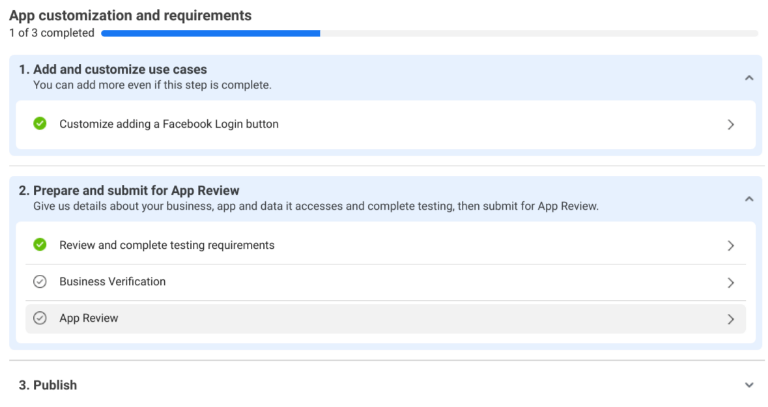 App customization and requirements
1 of 3 completed
1. Add and customize use cases
You can add more even if this step is complete.
Customize adding a Facebook Login button
2. Prepare and submit for App Review
Give us details about your business, app and data it accesses and complete testing, then submit for App Review.
Review and complete testing requirements
Business Verification
App Review
3. Publish